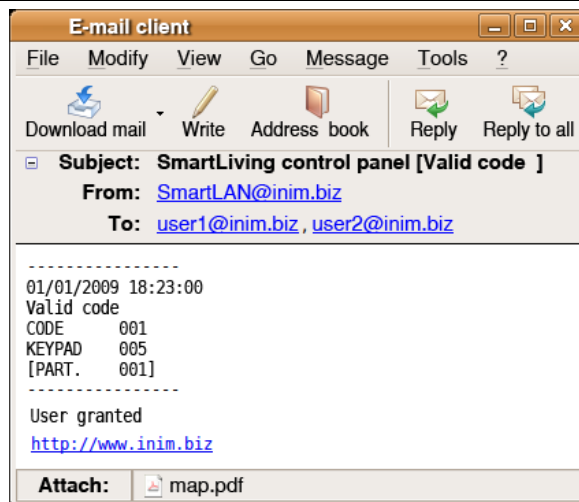 E-mail client
File Modify View Go Message Tools ?
Download mail Write Address book Reply Reply to all
Subject: SmartLiving control panel [Valid code ]
From: SmartLAN@inim.biz
To: user1@inim.biz , user2@inim.biz
----------------
01/01/2009 18:23:00
Valid code
CODE 001
KEYPAD 005
[PART. 001]
----------------
User granted
http://www.inim.biz
Attach: map.pdf